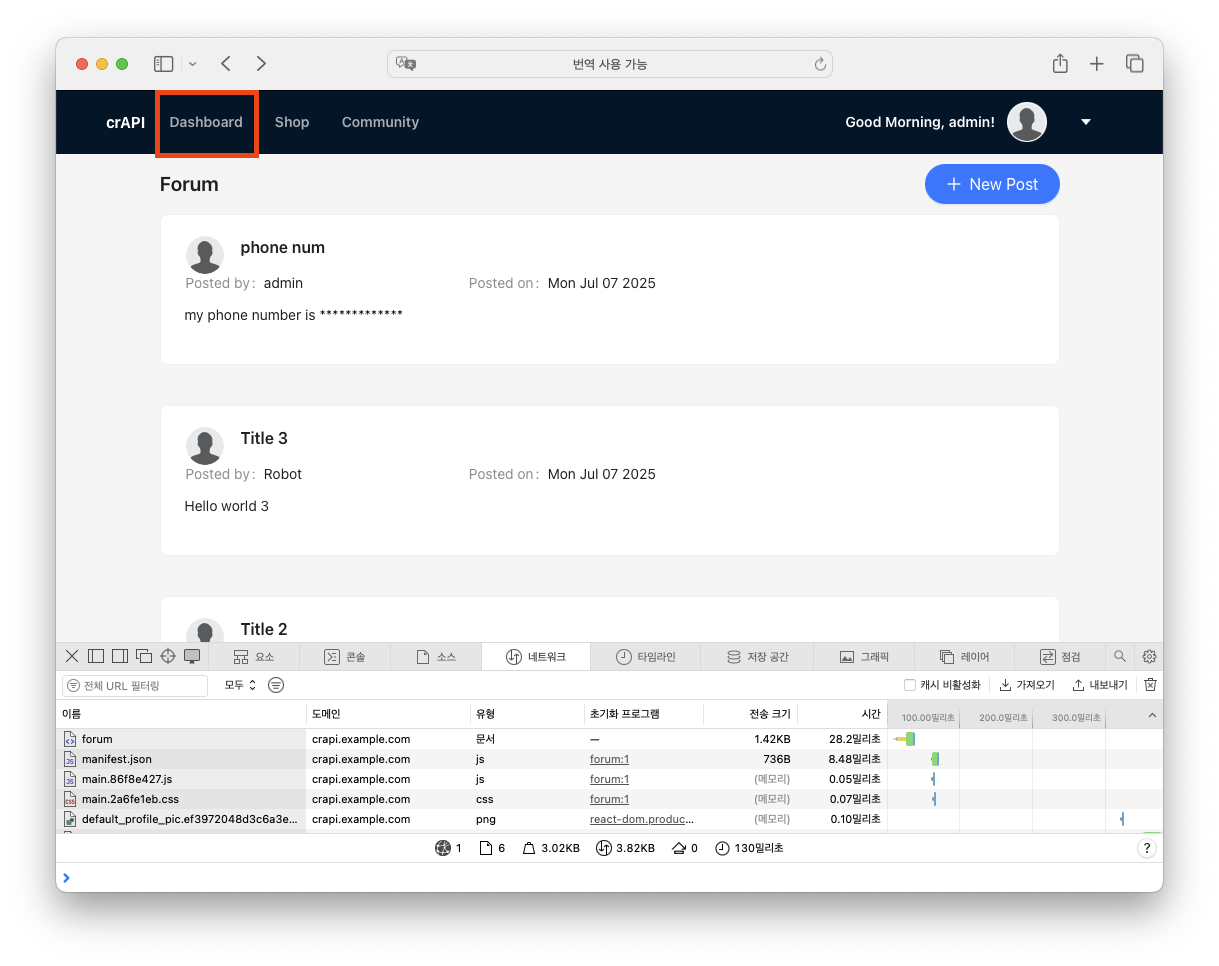 번역 사용 가능
crAPI Dashboard Shop Community Good Morning, admin!
Forum + New Post
phone num
Posted by: admin Posted on: Mon Jul 07 2025
my phone number is *************
Title 3
Posted by: Robot Posted on: Mon Jul 07 2025
Hello world 3
Title 2
요소 콘솔 소스 네트워크 타임라인 저장 공간 그래픽 레이어 점검
전체 URL 필터링 모두 캐시 비활성화 가져오기 내보내기
이름 도메인 유형 초기화 프로그램 전송 크기 시간 100.00밀리초 200.0밀리초 300.0밀리초
forum crapi.example.com 문서 — 1.42KB 28.2밀리초
manifest.json crapi.example.com js forum:1 736B 8.48밀리초
main.86f8e427.js crapi.example.com js forum:1 (메모리) 0.05밀리초
main.2a6fe1eb.css crapi.example.com css forum:1 (메모리) 0.07밀리초
default_profile_pic.ef3972048d3c6a3e... crapi.example.com png react-dom.produc... (메모리) 0.10밀리초
1 6 3.02KB 3.82KB 0 130밀리초 ?